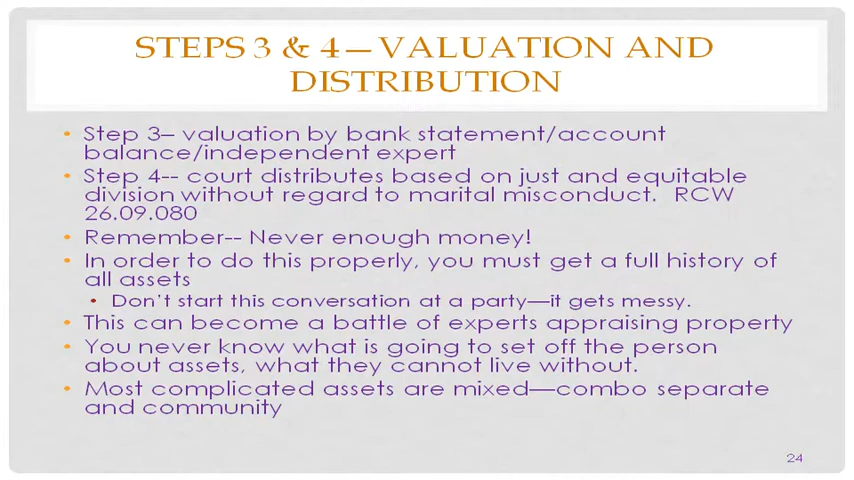 STEPS 3 & 4—VALUATION AND
DISTRIBUTION
• Step 3– valuation by bank statement/account
balance/independent expert
• Step 4-- court distributes based on just and equitable
division without regard to marital misconduct.  RCW
26.09.080
• Remember-- Never enough money!
• In order to do this properly, you must get a full history of
all assets
• Don't start this conversation at a party—it gets messy.
• This can become a battle of experts appraising property
• You never know what is going to set off the person
about assets, what they cannot live without.
• Most complicated assets are mixed—combo separate
and community
24